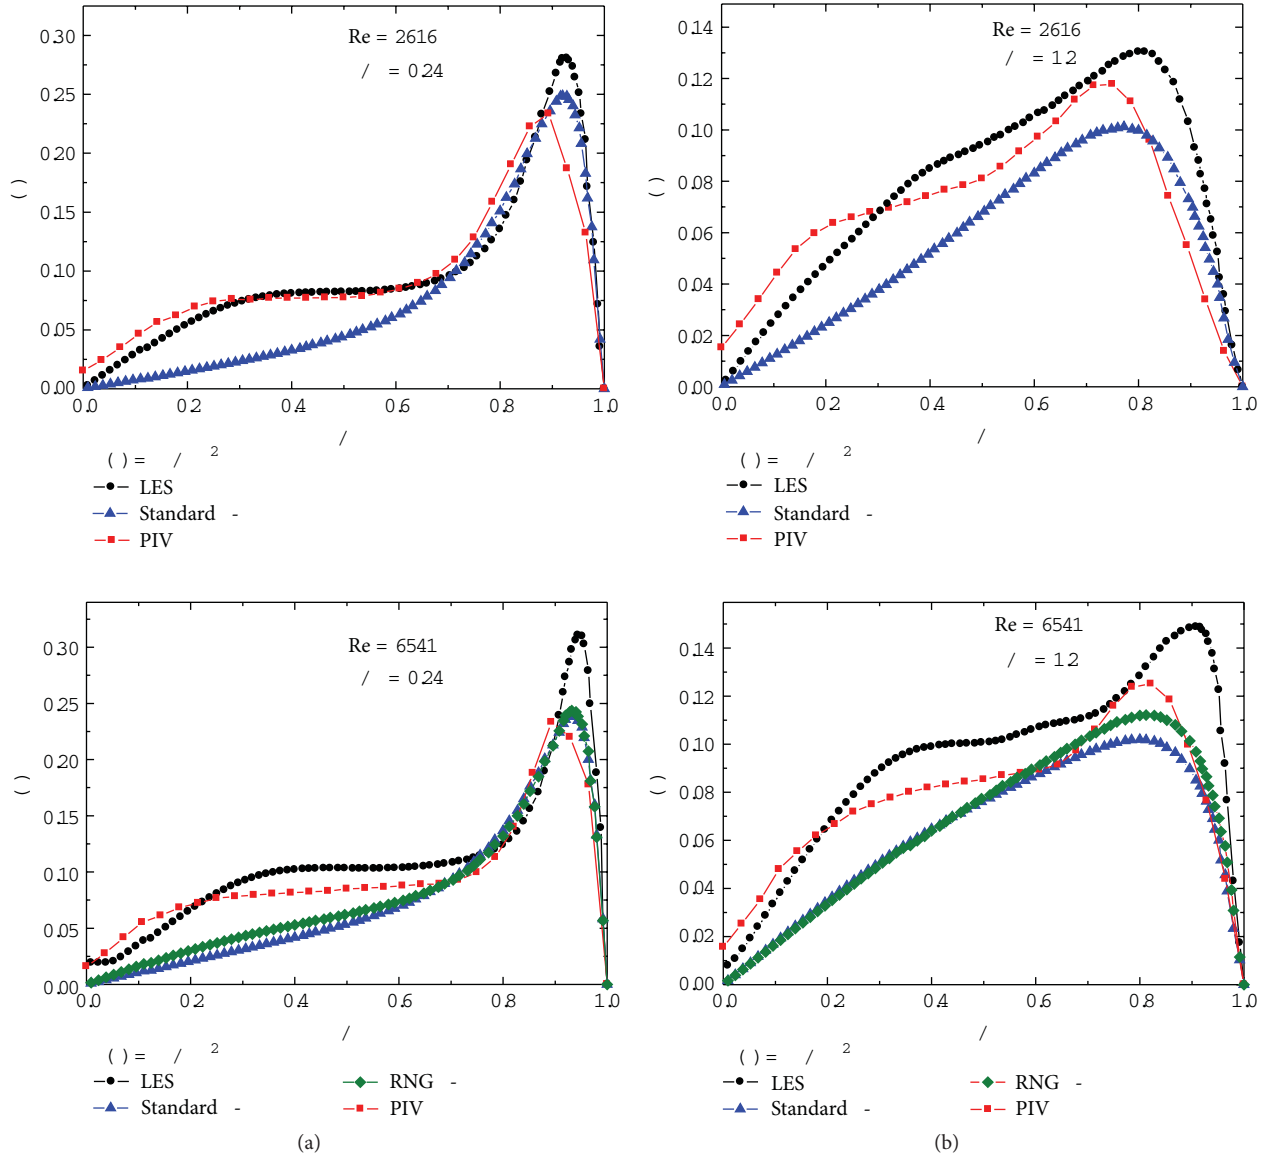 Re = 2616
/ = 0.24
0.30
0.25
0.20
0.15
0.10
0.05
0.00
( )
0.0 0.2 0.4 0.6 0.8 1.0
/
( ) = / 2
LES
Standard -
PIV
Re = 2616
/ = 1.2
0.14
0.12
0.10
0.08
0.06
0.04
0.02
0.00
( )
0.0 0.2 0.4 0.6 0.8 1.0
/
( ) = / 2
LES
Standard -
PIV
Re = 6541
/ = 0.24
0.30
0.25
0.20
0.15
0.10
0.05
0.00
( )
0.0 0.2 0.4 0.6 0.8 1.0
/
( ) = / 2
LES
Standard -
RNG -
PIV
(a)
Re = 6541
/ = 1.2
0.14
0.12
0.10
0.08
0.06
0.04
0.02
0.00
( )
0.0 0.2 0.4 0.6 0.8 1.0
/
( ) = / 2
LES
Standard -
RNG -
PIV
(b)